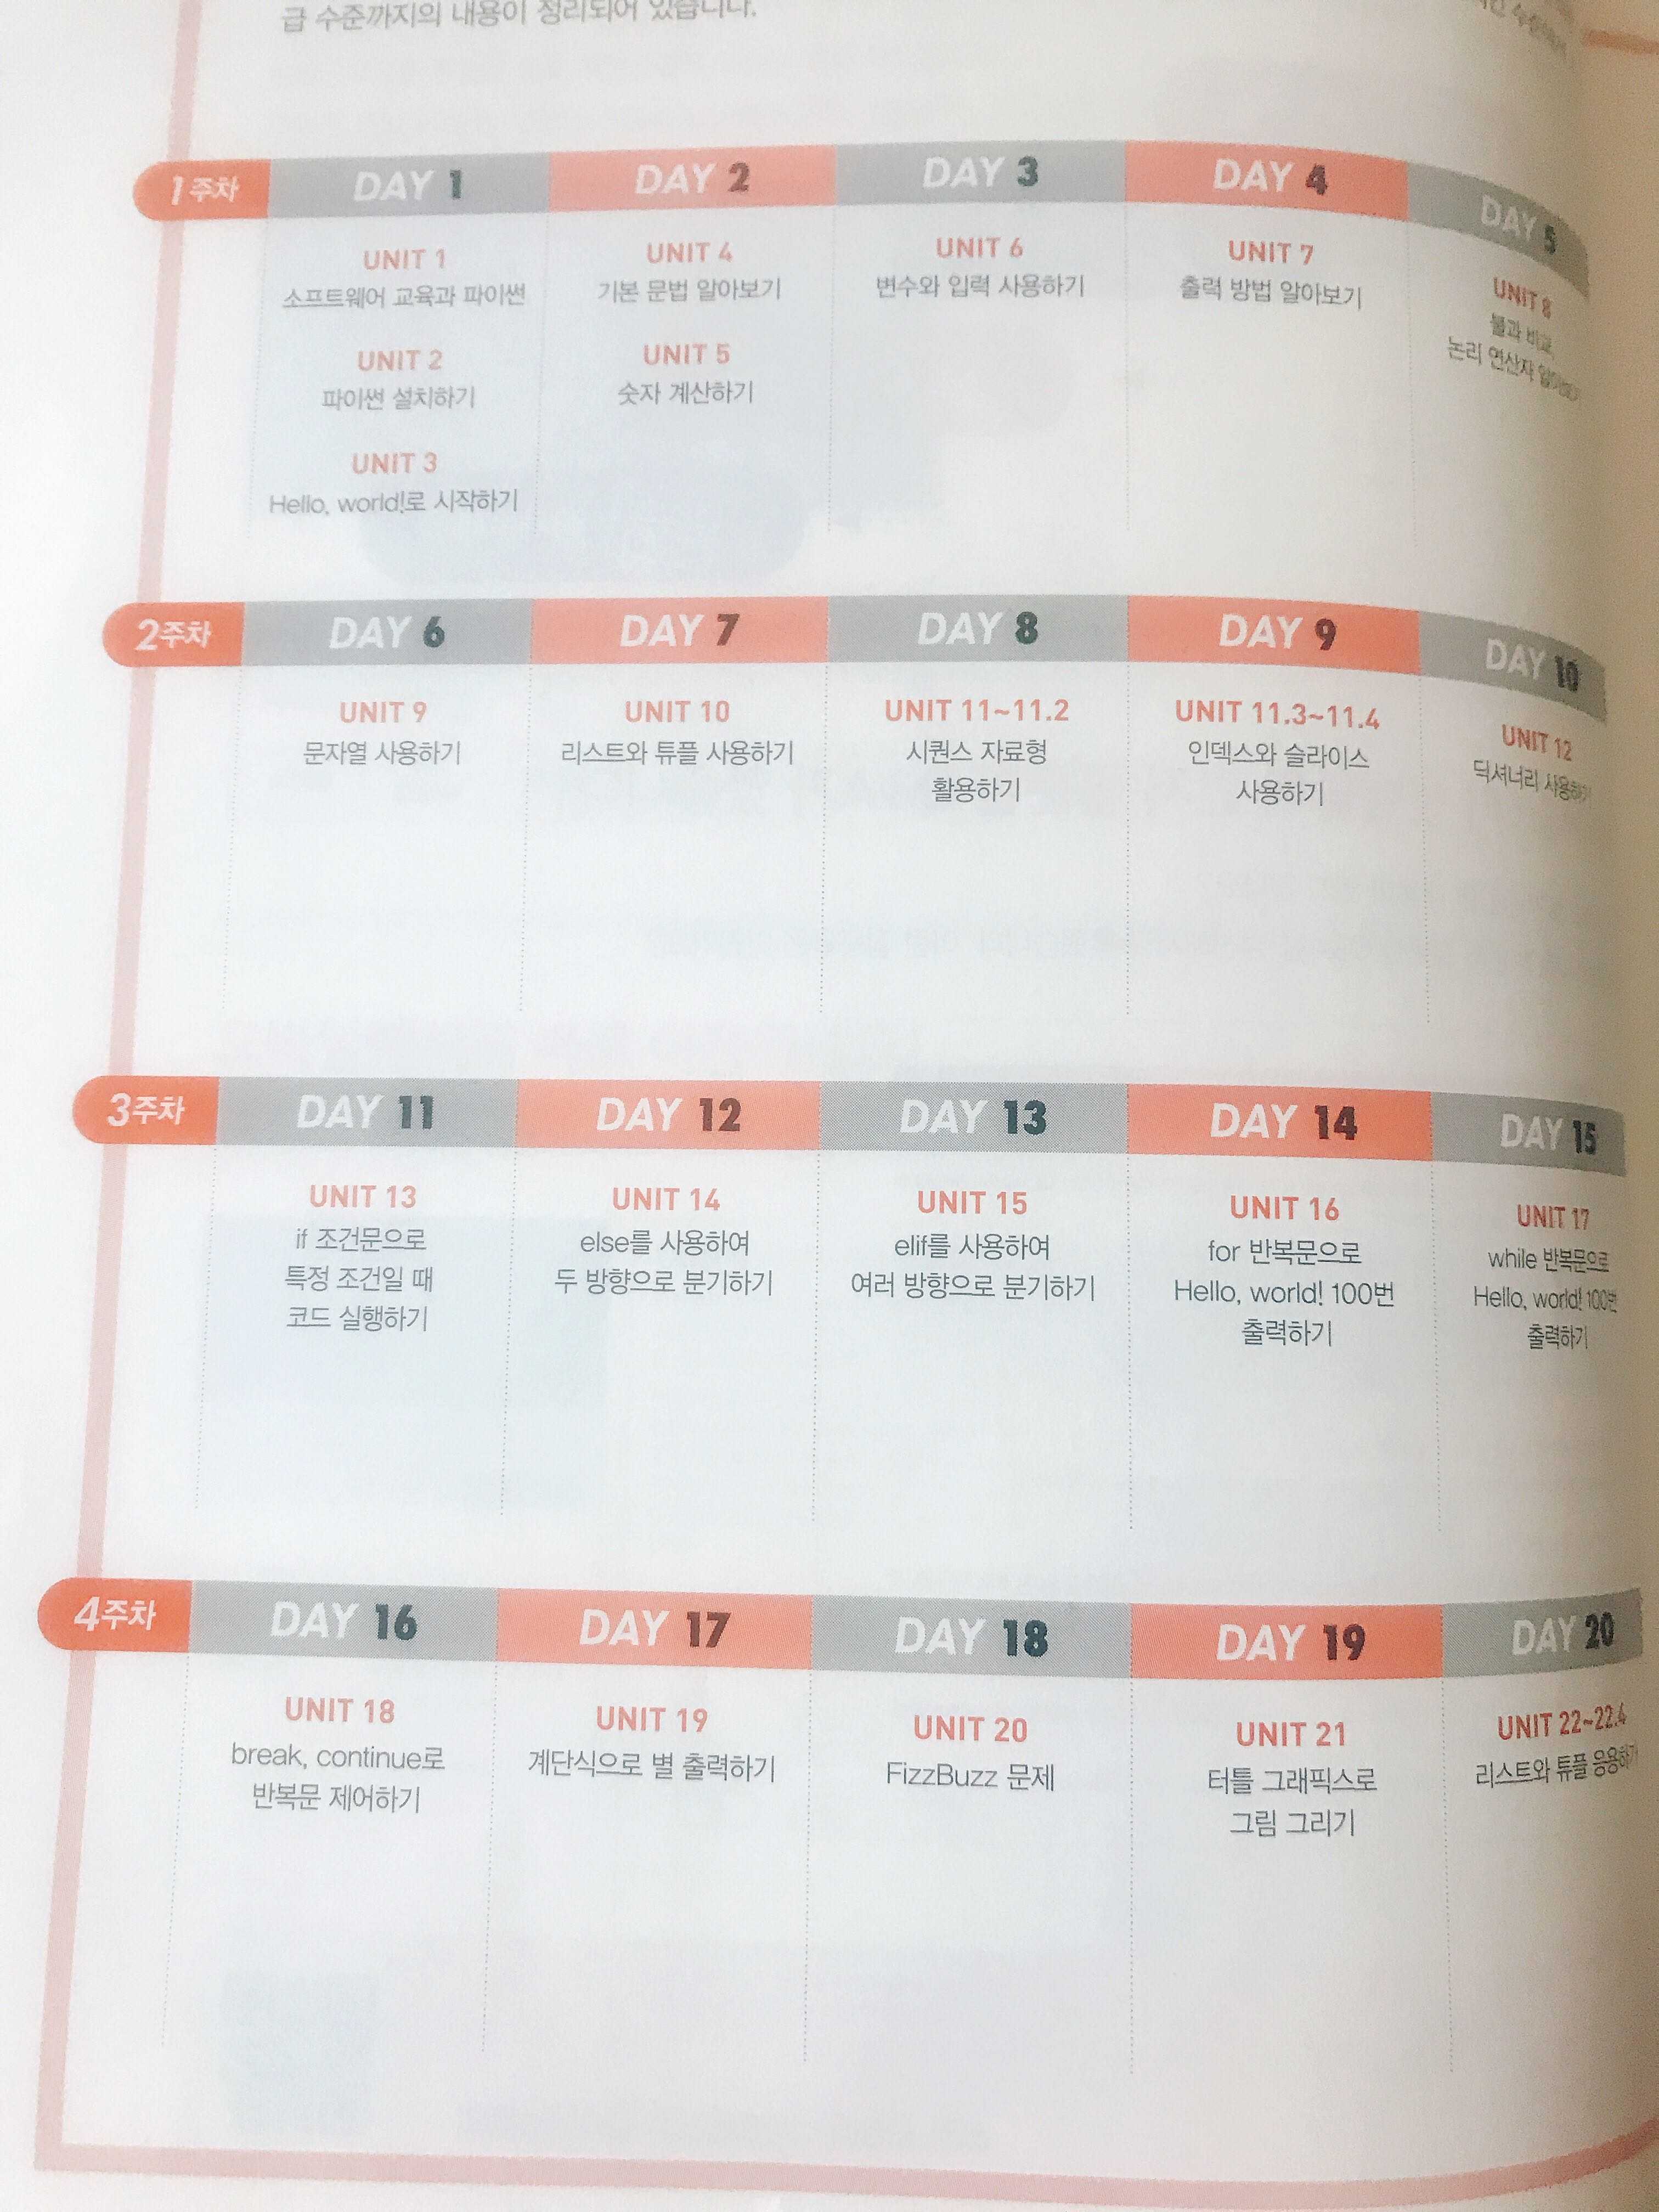 급 수준까지의 내용이 정리되어 있습니다.
1주차 DAY 1 DAY 2 DAY 3 DAY 4 DAY 5
UNIT 1
소프트웨어 교육과 파이썬
UNIT 2
파이썬 설치하기
UNIT 3
Hello, world!로 시작하기
UNIT 4
기본 문법 알아보기
UNIT 5
숫자 계산하기
UNIT 6
변수와 입력 사용하기
UNIT 7
출력 방법 알아보기
UNIT 8
불과 비교,
논리 연산자
2주차 DAY 6 DAY 7 DAY 8 DAY 9 DAY 10
UNIT 9
문자열 사용하기
UNIT 10
리스트와 튜플 사용하기
UNIT 11~11.2
시퀀스 자료형
활용하기
UNIT 11.3~11.4
인덱스와 슬라이스
사용하기
UNIT 12
딕셔너리 사용하기
3주차 DAY 11 DAY 12 DAY 13 DAY 14 DAY 15
UNIT 13
if 조건문으로
특정 조건일 때
코드 실행하기
UNIT 14
else를 사용하여
두 방향으로 분기하기
UNIT 15
elif를 사용하여
여러 방향으로 분기하기
UNIT 16
for 반복문으로
Hello, world! 100번
출력하기
UNIT 17
while 반복문으로
Hello, world! 100번
출력하기
4주차 DAY 16 DAY 17 DAY 18 DAY 19 DAY 20
UNIT 18
break, continue로
반복문 제어하기
UNIT 19
계단식으로 별 출력하기
UNIT 20
FizzBuzz 문제
UNIT 21
터틀 그래픽스로
그림 그리기
UNIT 22~22.4
리스트와 튜플 응용하기